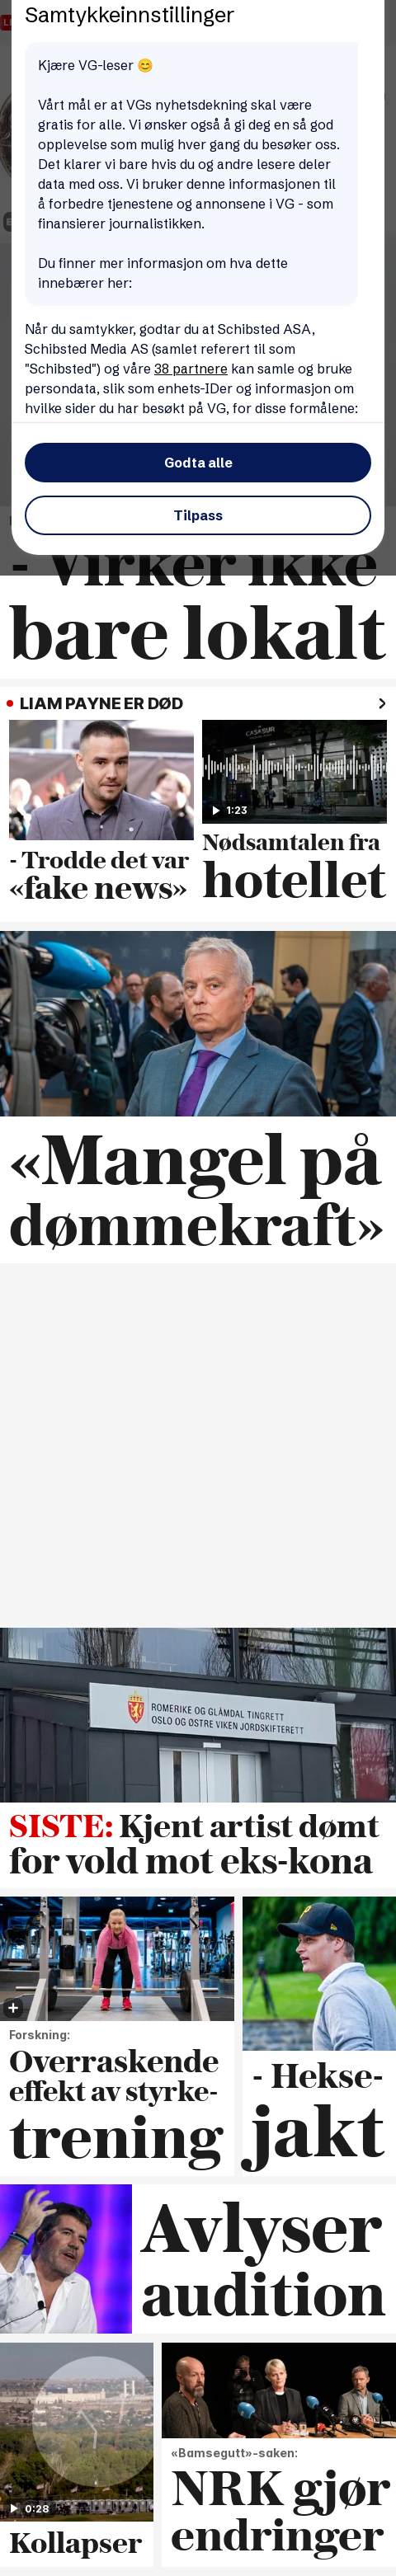 Samtykkeinnstillinger
Kjære VG-leser 😊
Vårt mål er at VGs nyhetsdekning skal være
gratis for alle. Vi ønsker også å gi deg en så god
opplevelse som mulig hver gang du besøker oss.
Det klarer vi bare hvis du og andre lesere deler
data med oss. Vi bruker denne informasjonen til
å forbedre tjenestene og annonsene i VG - som
finansierer journalistikken.
Du finner mer informasjon om hva dette
innebærer her:
Når du samtykker, godtar du at Schibsted ASA,
Schibsted Media AS (samlet referert til som
"Schibsted") og våre 38 partnere kan samle og bruke
persondata, slik som enhets-IDer og informasjon om
hvilke sider du har besøkt på VG, for disse formålene:
Godta alle
Tilpass
- Virker ikke
bare lokalt
LIAM PAYNE ER DØD
CASA SUR
1:23
- Trodde det var
«fake news»
Nødsamtalen fra
hotellet
«Mangel på
dømmekraft»
ROMERIKE OG GLÅMDAL TINGRETT
OSLO OG ØSTRE VIKEN JORDSKIFTERETT
SISTE: Kjent artist dømt
for vold mot eks-kona
Forskning:
Overraskende
effekt av styrke-
trening
- Hekse-
jakt
Avlyser
audition
0:28
Kollapser
«Bamsegutt»-saken:
NRK gjør
endringer